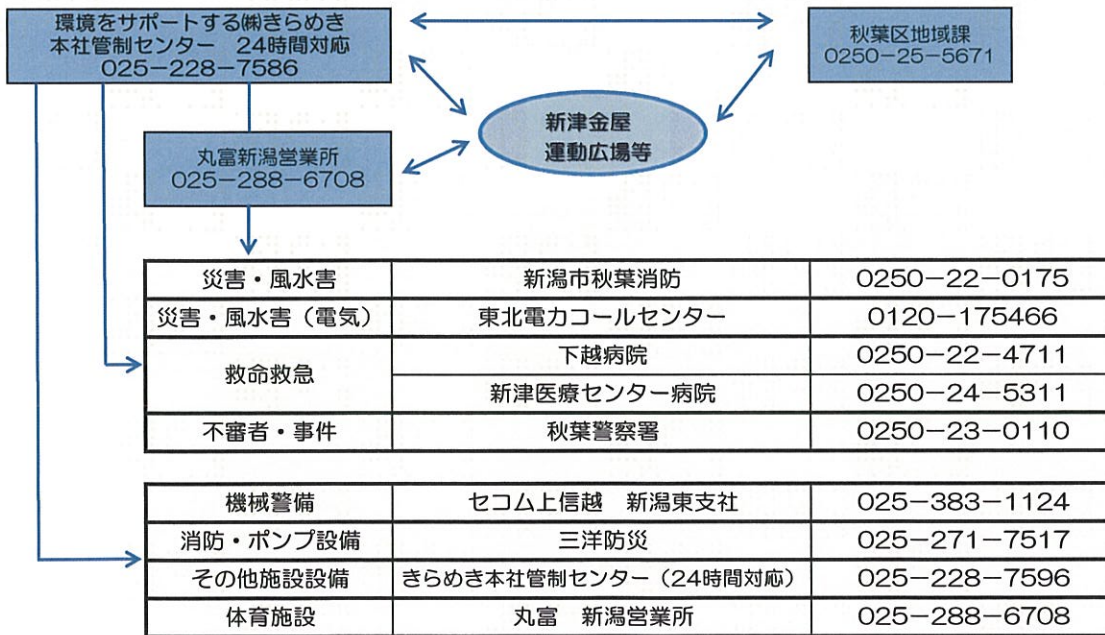 環境をサポートする㈱きらめき
本社管制センター 24時間対応
025-228-7586
秋葉区地域課
0250-25-5671
新津金屋
運動広場等
丸富新潟営業所
025-288-6708
災害・風水害 新潟市秋葉消防 0250-22-0175
災害・風水害（電気） 東北電力コールセンター 0120-175466
救命救急 下越病院 0250-22-4711
新津医療センター病院 0250-24-5311
不審者・事件 秋葉警察署 0250-23-0110
機械警備 セコム上信越 新潟東支社 025-383-1124
消防・ポンプ設備 三洋防災 025-271-7517
その他施設設備 きらめき本社管制センター（24時間対応） 025-228-7596
体育施設 丸富 新潟営業所 025-288-6708